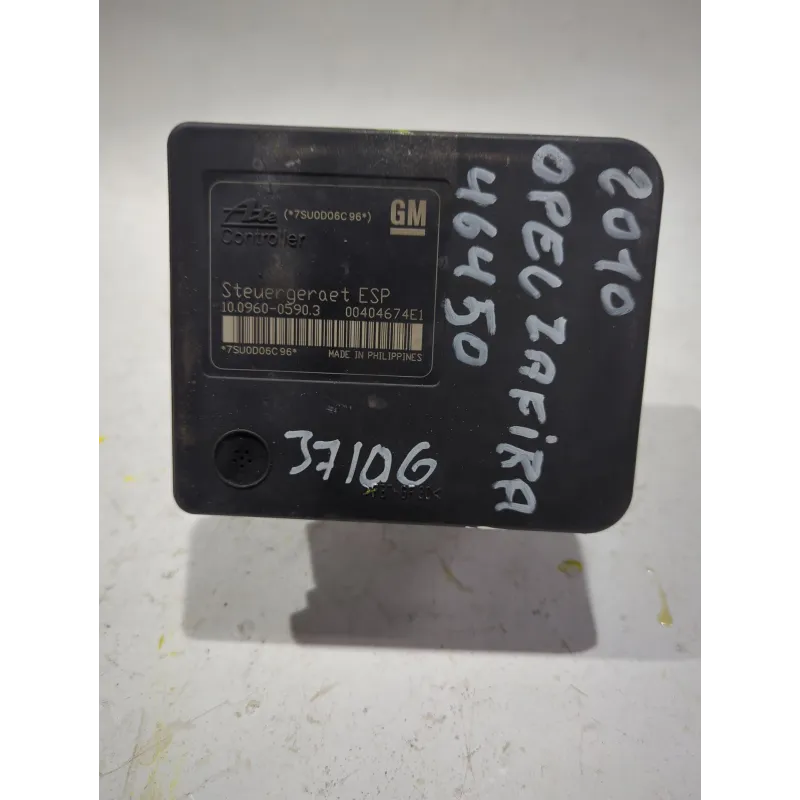 Ate (*7SU0D06C96*) GM
Controller
Steuergeraet ESP
10.0960-0590.3 00404674E1
*7SU0D06C96* MADE IN PHILIPPINES
37106
46450
OPEL ZAFiRA
2010